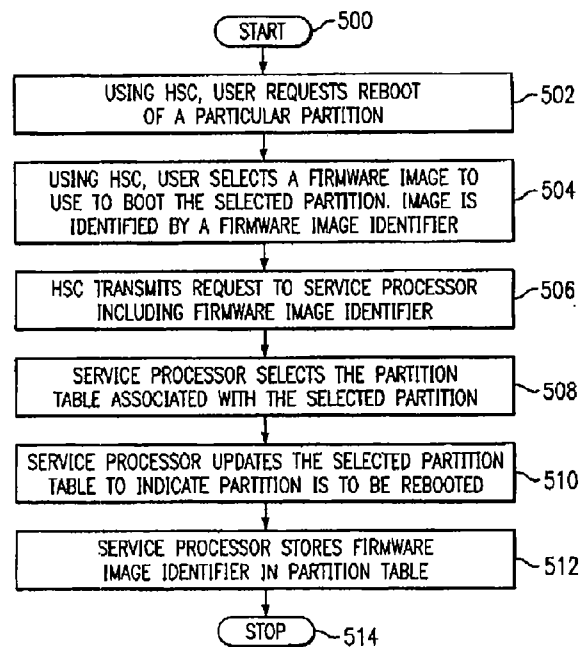 START
500
USING HSC, USER REQUESTS REBOOT
OF A PARTICULAR PARTITION
502
USING HSC, USER SELECTS A FIRMWARE IMAGE TO
USE TO BOOT THE SELECTED PARTITION. IMAGE IS
IDENTIFIED BY A FIRMWARE IMAGE IDENTIFIER
504
HSC TRANSMITS REQUEST TO SERVICE PROCESSOR
INCLUDING FIRMWARE IMAGE IDENTIFIER
506
SERVICE PROCESSOR SELECTS THE PARTITION
TABLE ASSOCIATED WITH THE SELECTED PARTITION
508
SERVICE PROCESSOR UPDATES THE SELECTED PARTITION
TABLE TO INDICATE PARTITION IS TO BE REBOOTED
510
SERVICE PROCESSOR STORES FIRMWARE
IMAGE IDENTIFIER IN PARTITION TABLE
512
STOP
514